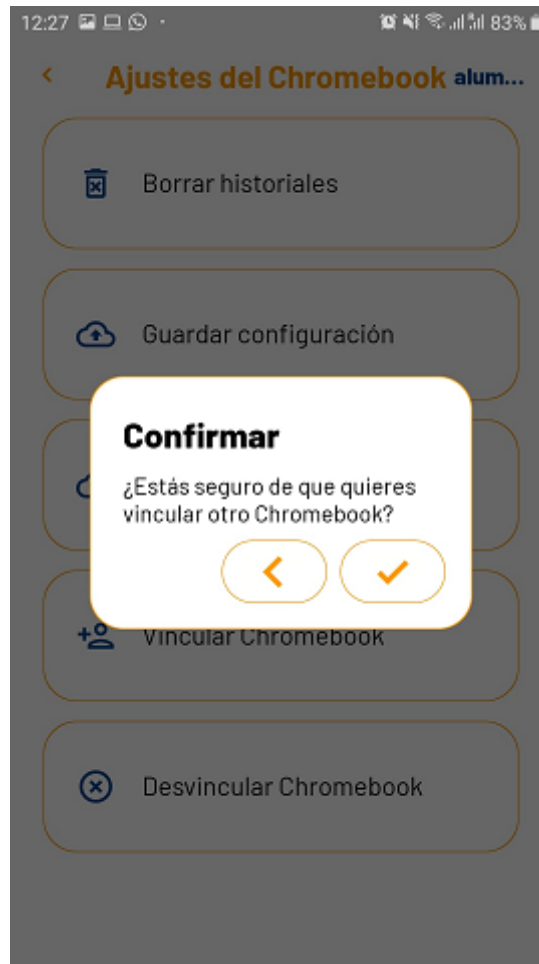 12:27 83%
Ajustes del Chromebook alum...
Borrar historiales
Guardar configuración
Confirmar
¿Estás seguro de que quieres
vincular otro Chromebook?
Vincular Chromebook
Desvincular Chromebook